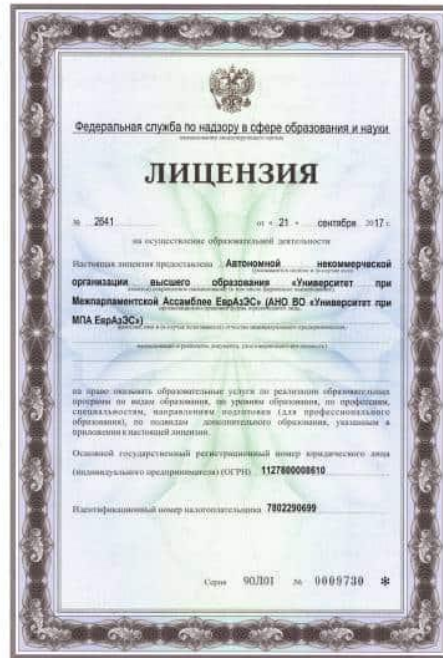 Федеральная служба по надзору в сфере образования и науки
наименование лицензирующего органа
ЛИЦЕНЗИЯ
№ 2641 от « 21 » сентября 2017 г.
на осуществление образовательной деятельности
Настоящая лицензия предоставлена Автономной некоммерческой
организации высшего образования «Университет при
Межпарламентской Ассамблее ЕврАзЭС» (АНО ВО «Университет при
МПА ЕврАзЭС»)
на право оказывать образовательные услуги по реализации образовательных
программ по видам образования, по уровням образования, по профессиям,
специальностям, направлениям подготовки (для профессионального
образования), по подвидам дополнительного образования, указанным в
приложении к настоящей лицензии.
Основной государственный регистрационный номер юридического лица
(индивидуального предпринимателя) (ОГРН) 1127800008610
Идентификационный номер налогоплательщика 7802290699
Серия 90Л01 № 0009730 *